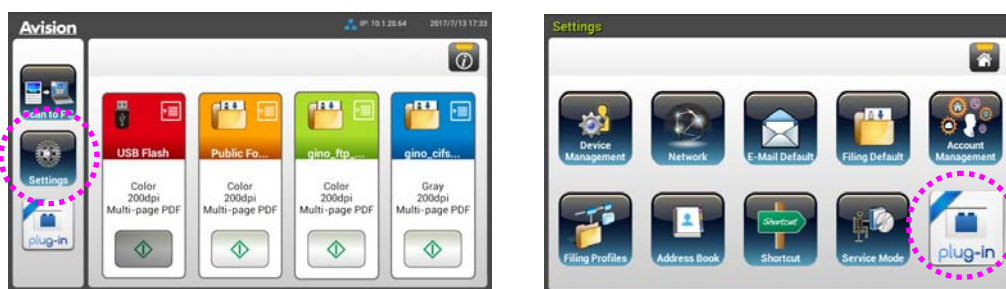 Avision
IP: 10.1.20.64 2017/7/13 17:33
Scan to PC
Settings
plug-in
USB Flash
Color
200dpi
Multi-page PDF
Public Fo...
Color
200dpi
Multi-page PDF
gino_ftp_...
Color
200dpi
Multi-page PDF
gino_cifs...
Gray
200dpi
Multi-page PDF
Settings
Device
Management
Network
E-Mail Default
Filing Default
Account
Management
Filing Profiles
Address Book
Shortcut
Shortcut
Service Mode
plug-in